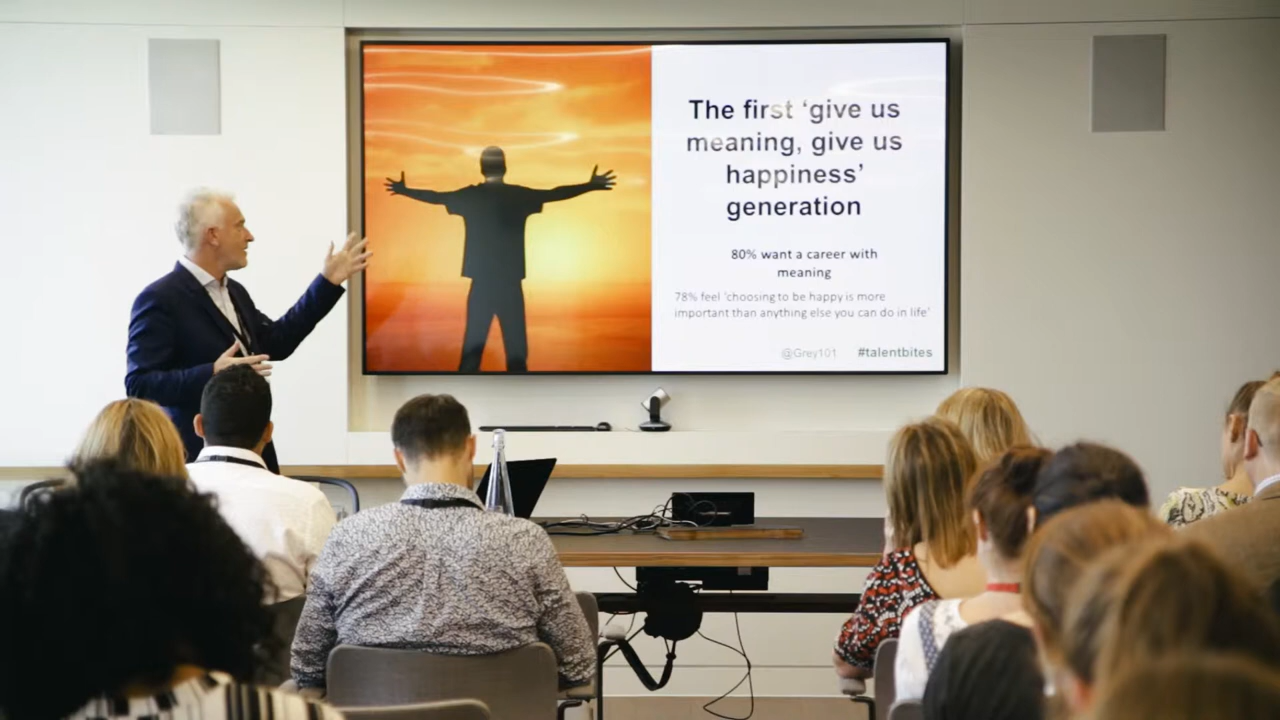 The first ‘give us
meaning, give us
happiness’
generation
80% want a career with
meaning
78% feel ‘choosing to be happy is more
important than anything else you can do in life’
@Grey101 #talentbites